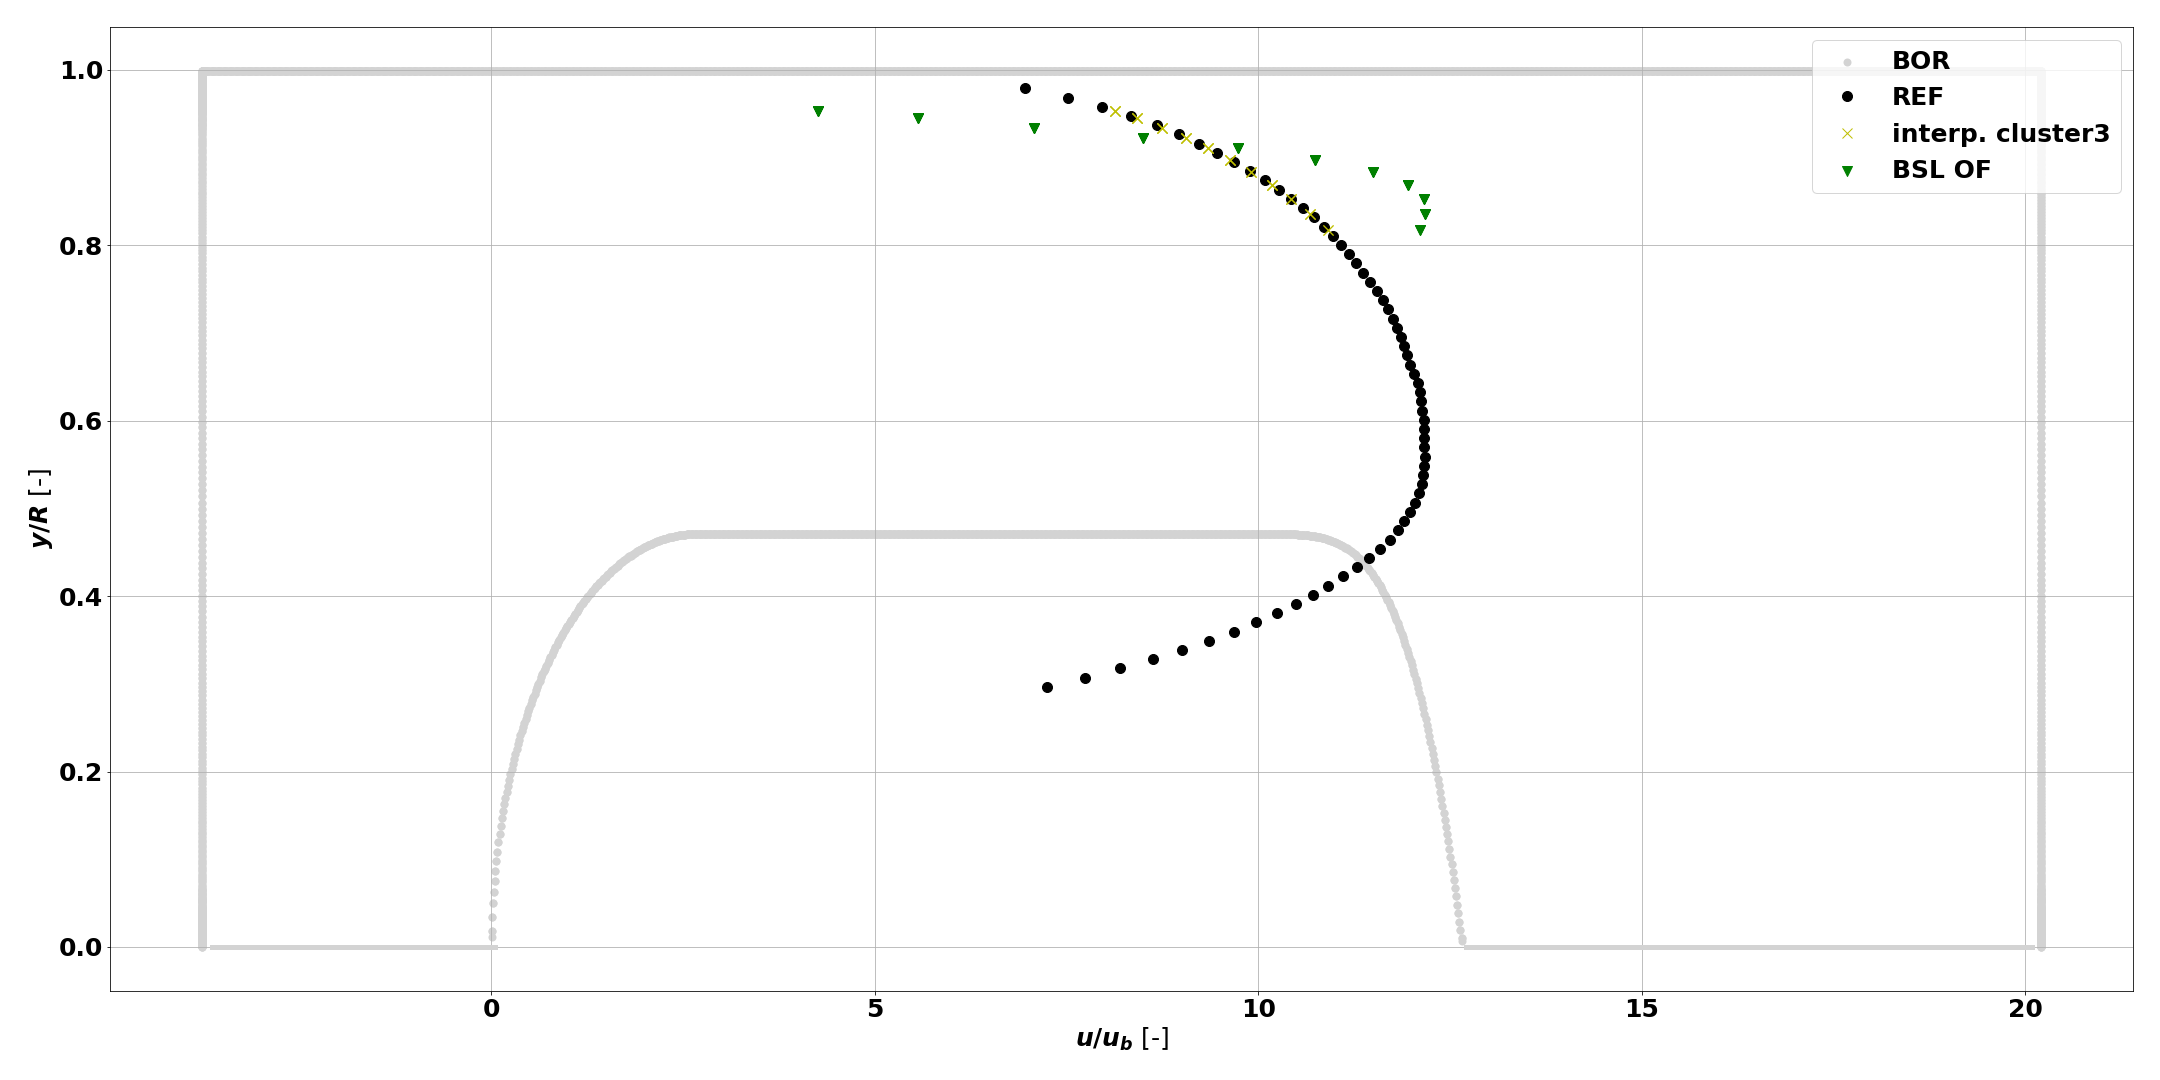 1.0
0.8
0.6
0.4
0.2
0.0
y/R [-]
0 5 10 15 20
u/u_b [-]
BOR
REF
interp. cluster3
BSL OF